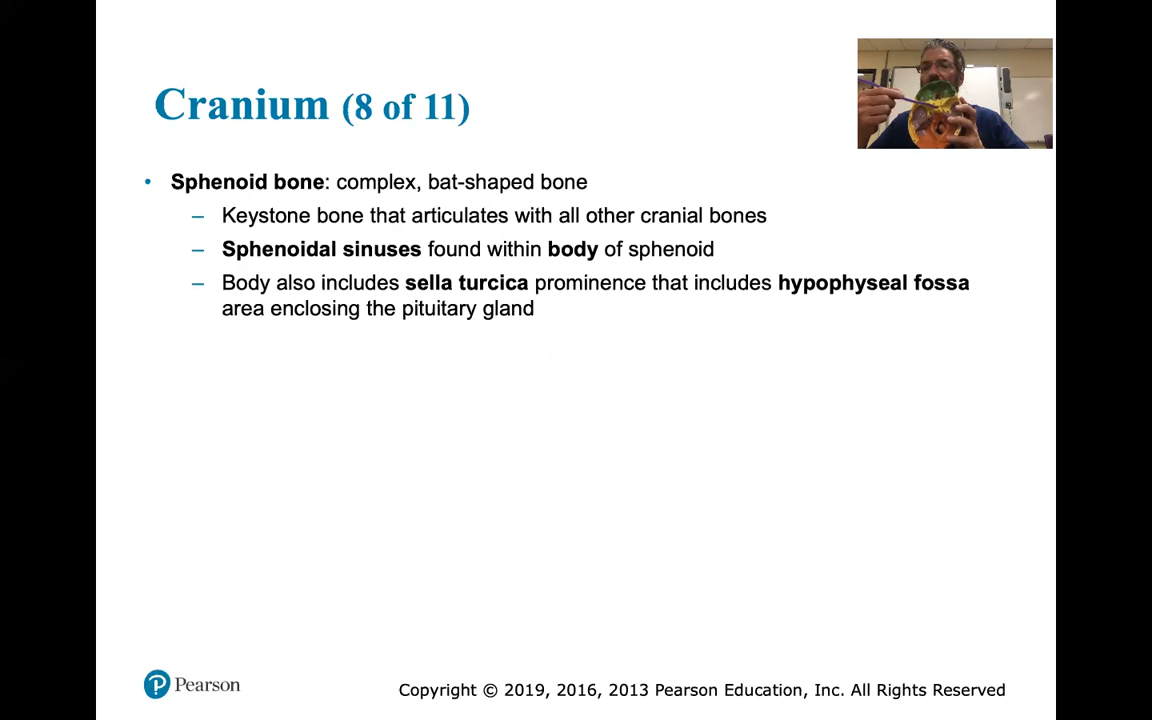 Cranium (8 of 11)
• Sphenoid bone: complex, bat-shaped bone
– Keystone bone that articulates with all other cranial bones
– Sphenoidal sinuses found within body of sphenoid
– Body also includes sella turcica prominence that includes hypophyseal fossa
area enclosing the pituitary gland
P Pearson
Copyright © 2019, 2016, 2013 Pearson Education, Inc. All Rights Reserved